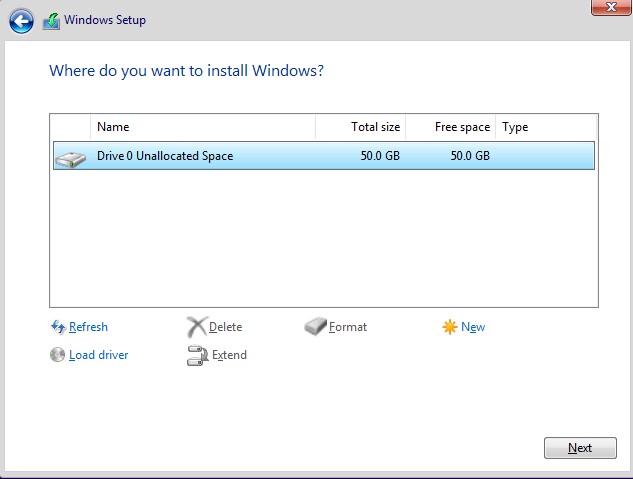 Windows Setup
Where do you want to install Windows?
Name Total size Free space Type
Drive 0 Unallocated Space 50.0 GB 50.0 GB
Refresh Delete Format New
Load driver Extend
Next